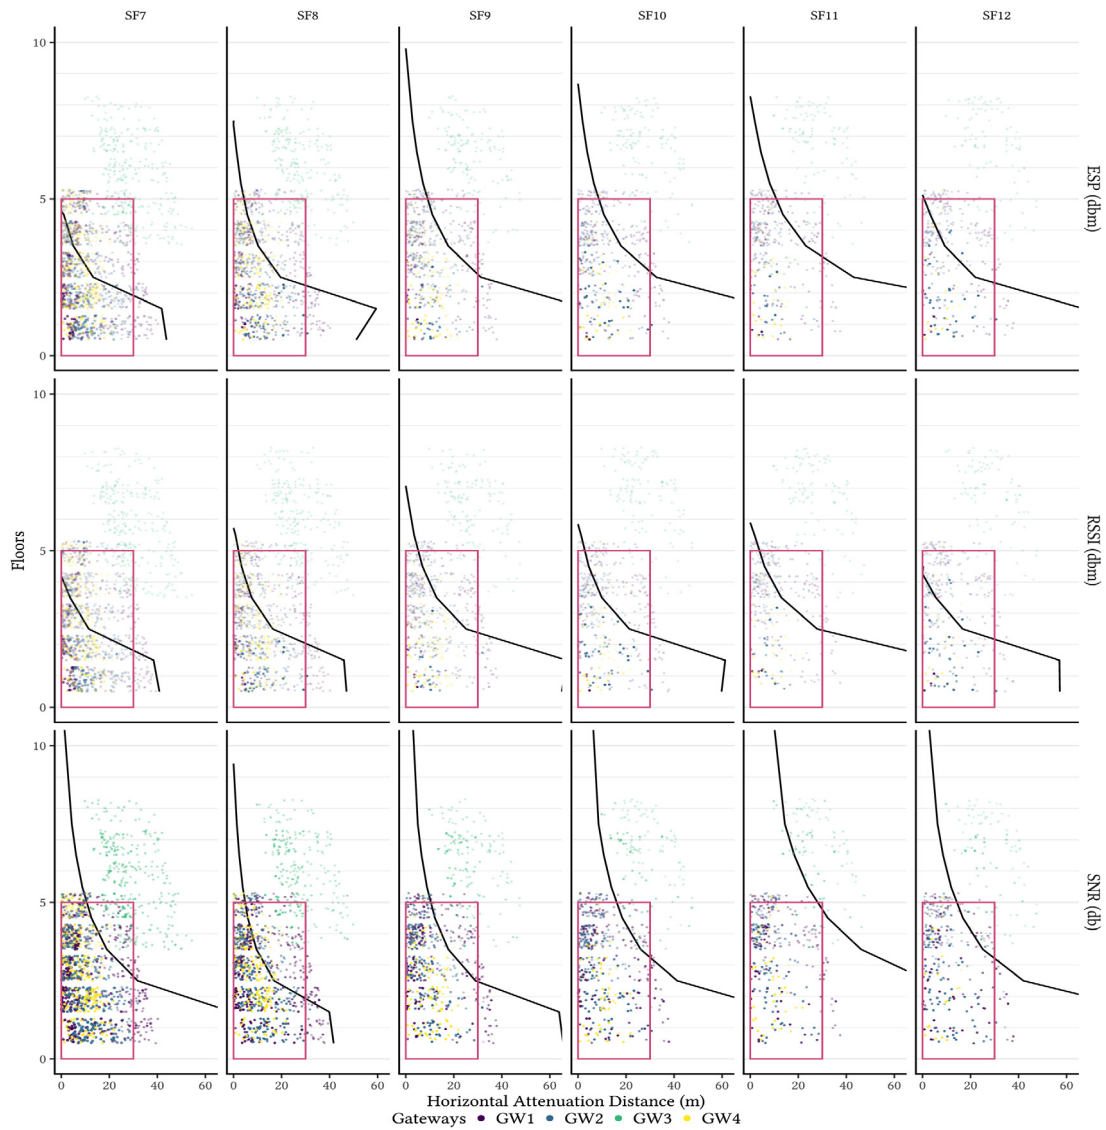 SF7 SF8 SF9 SF10 SF11 SF12
10
5
0
ESP (dbm)
10
5
0
RSSI (dbm)
Floors
10
5
0
SNR (db)
0 20 40 60 0 20 40 60 0 20 40 60 0 20 40 60 0 20 40 60 0 20 40 60
Horizontal Attenuation Distance (m)
Gateways GW1 GW2 GW3 GW4